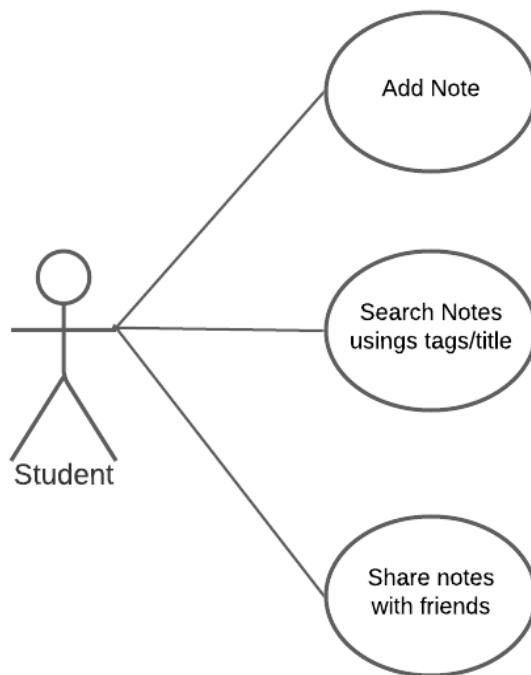 Add Note
Search Notes
usings tags/title
Student
Share notes
with friends